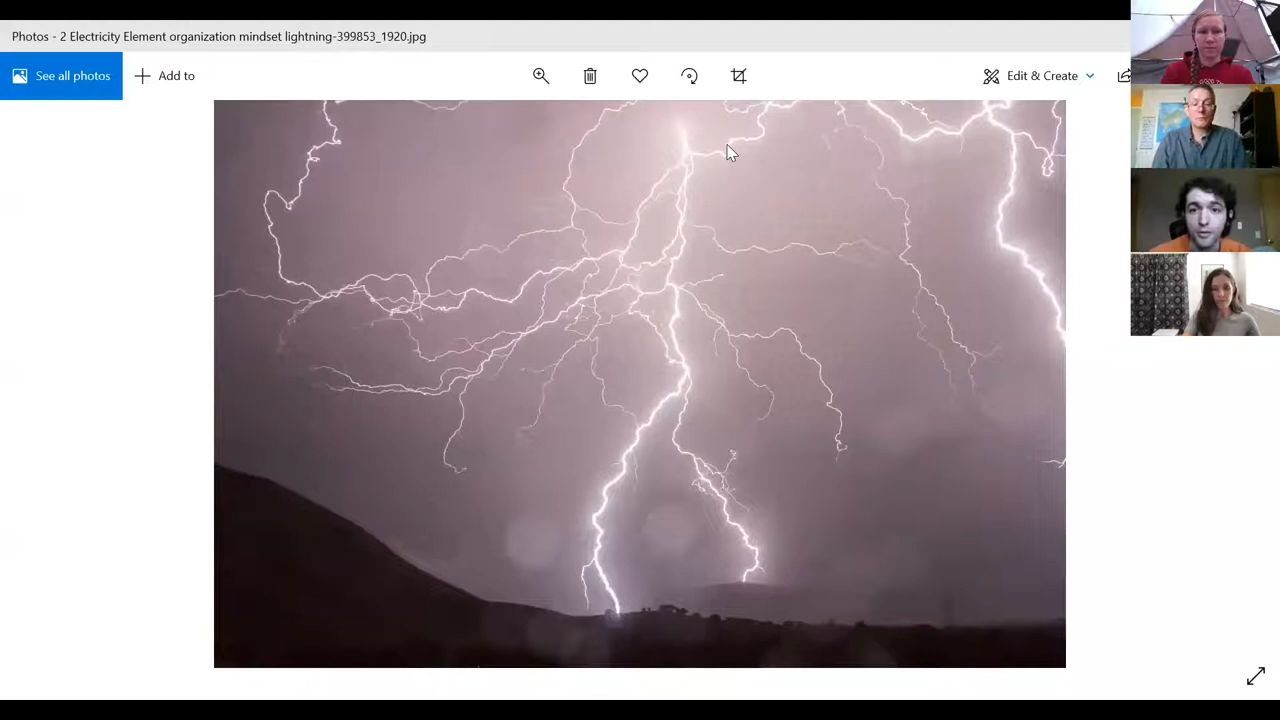 Photos - 2 Electricity Element organization mindset lightning-399853_1920.jpg
See all photos
Add to
Edit & Create